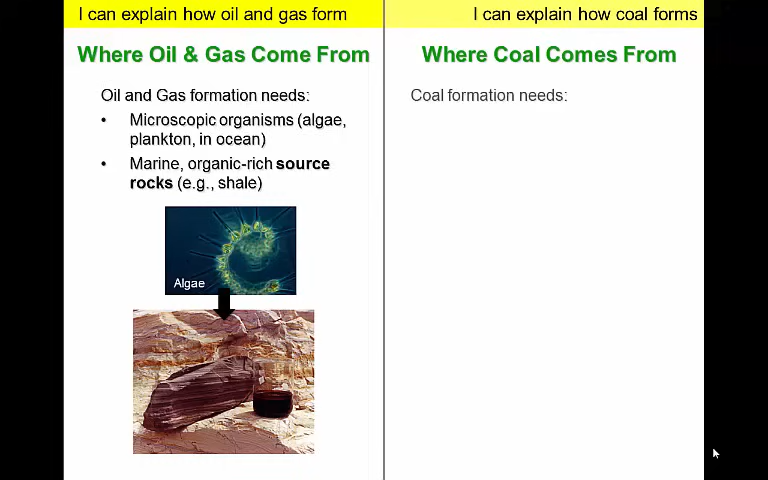 I can explain how oil and gas form
Where Oil & Gas Come From
Oil and Gas formation needs:
• Microscopic organisms (algae,
plankton, in ocean)
• Marine, organic-rich source
rocks (e.g., shale)
Algae
I can explain how coal forms
Where Coal Comes From
Coal formation needs: